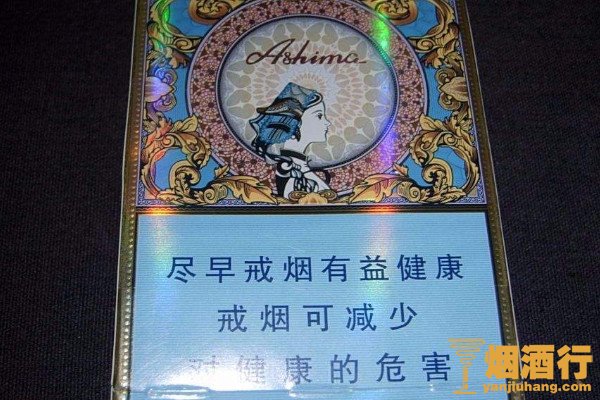 Ashima
尽早戒烟有益健康
戒烟可减少
对健康的危害
烟酒行
yanjiuhang.com